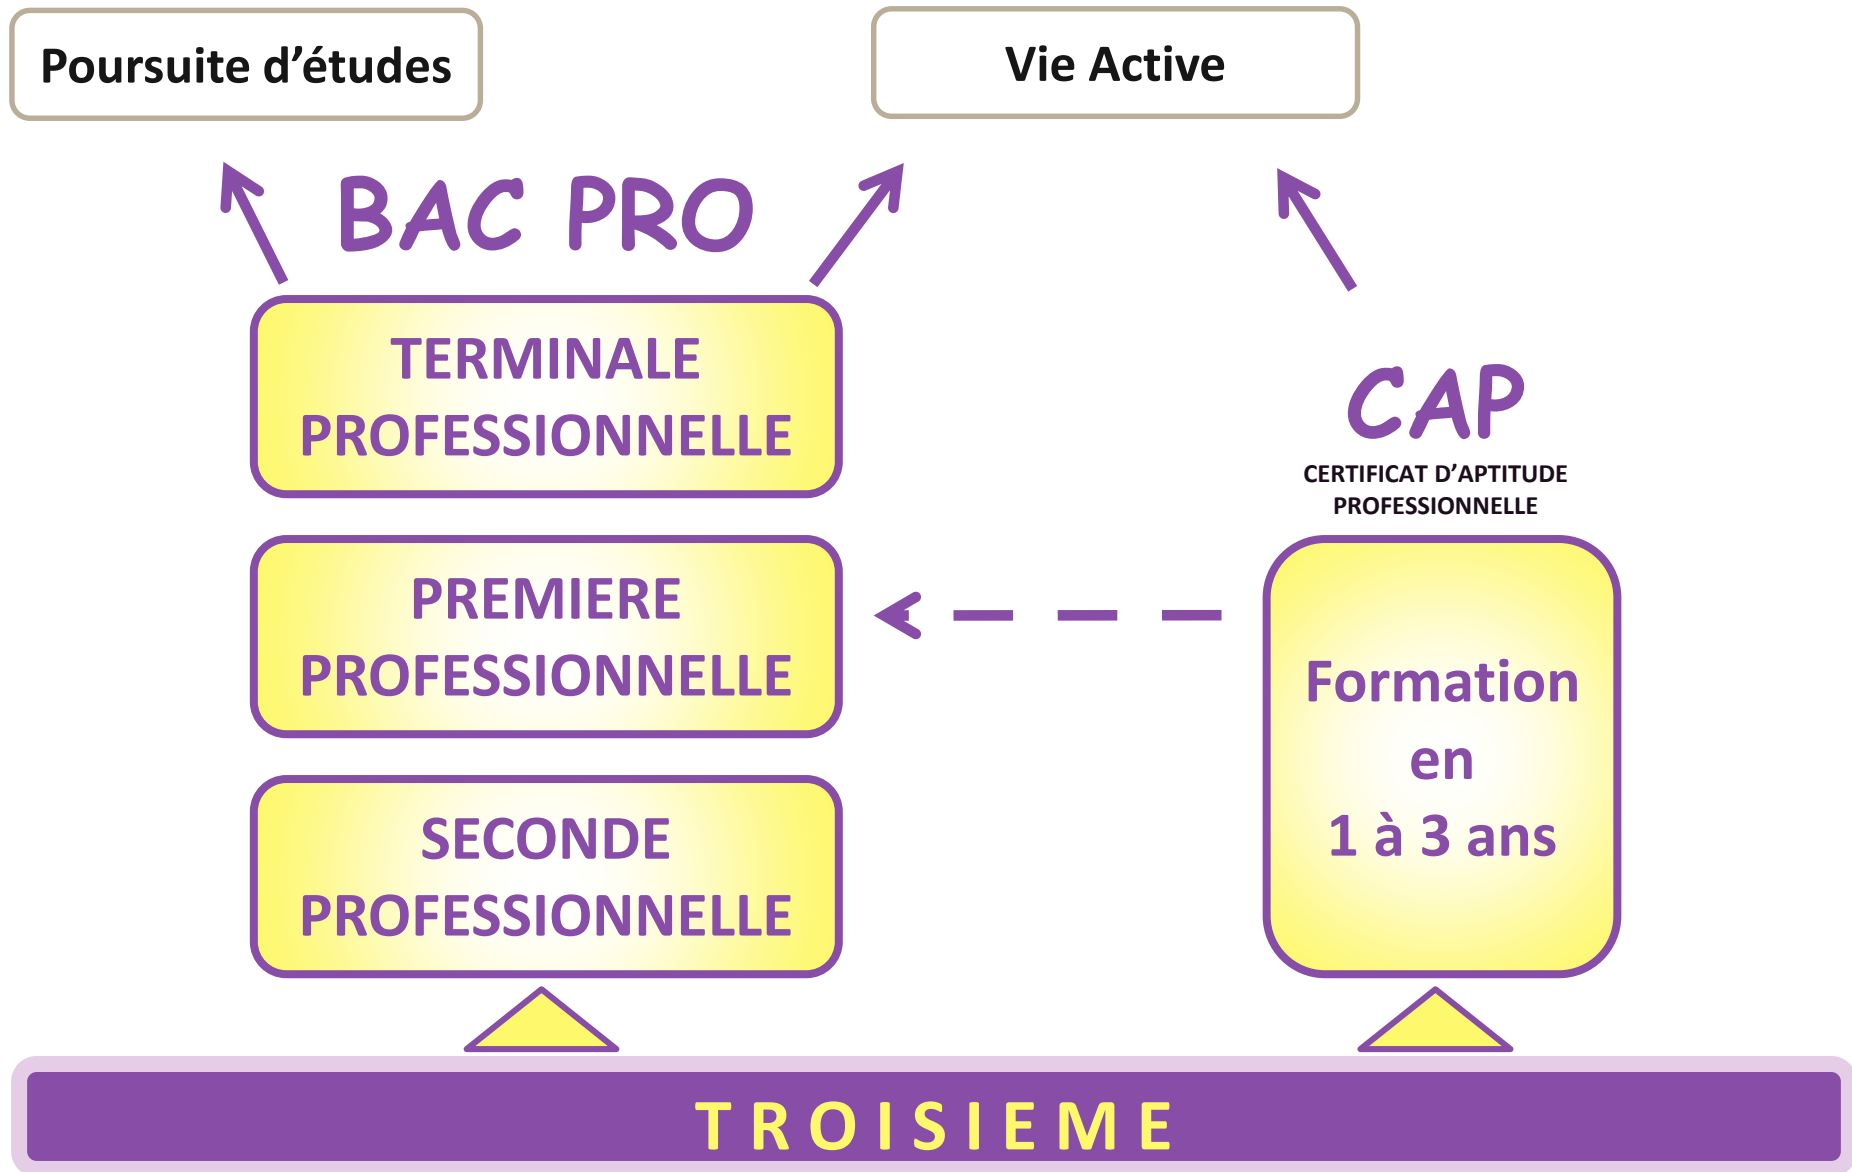 Poursuite d’études
Vie Active
BAC PRO
TERMINALE
PROFESSIONNELLE
PREMIERE
PROFESSIONNELLE
SECONDE
PROFESSIONNELLE
CAP
CERTIFICAT D’APTITUDE
PROFESSIONNELLE
Formation
en
1 à 3 ans
TROISIEME